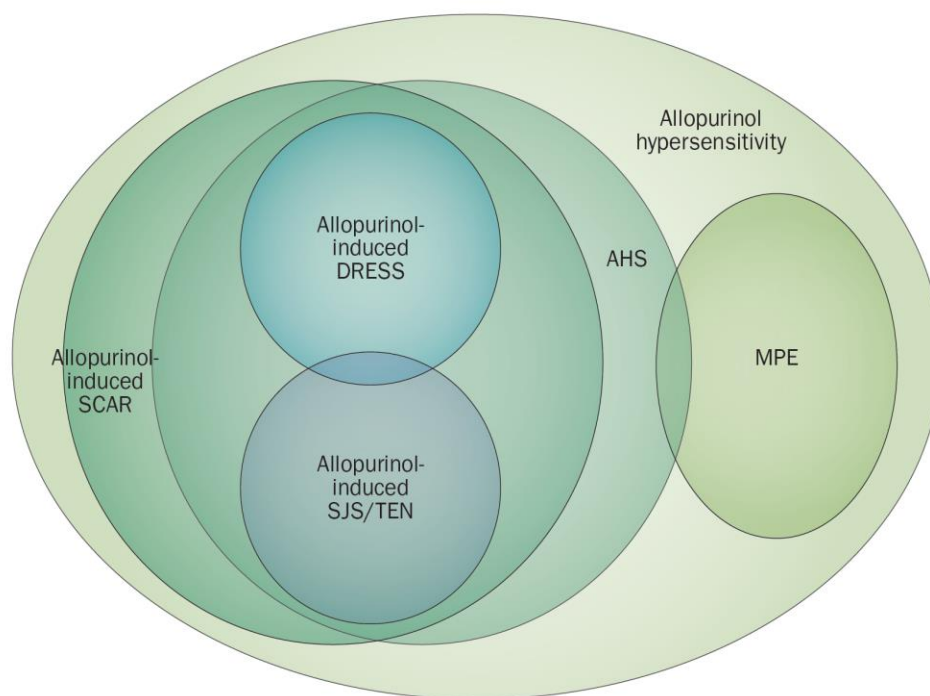 Allopurinol
hypersensitivity
Allopurinol-
induced
DRESS
AHS
Allopurinol-
induced
SCAR
MPE
Allopurinol-
induced
SJS/TEN